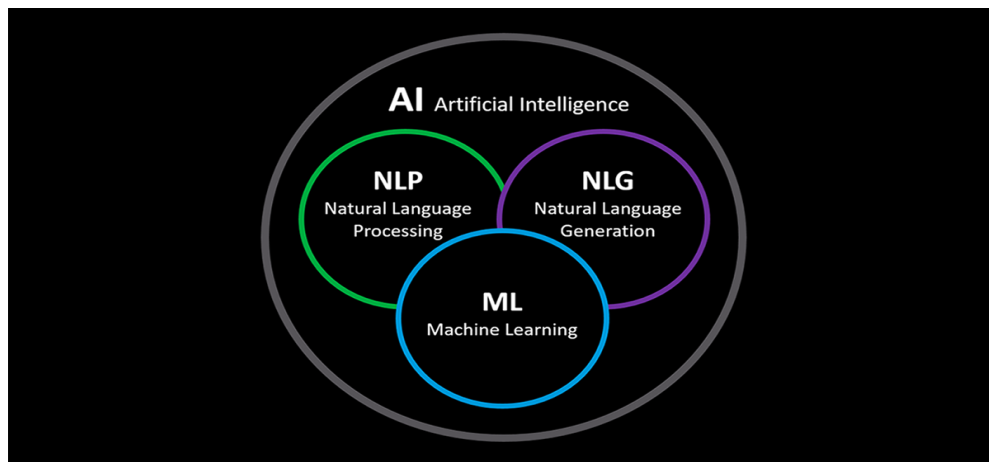 AI Artificial Intelligence
NLP
Natural Language
Processing
NLG
Natural Language
Generation
ML
Machine Learning